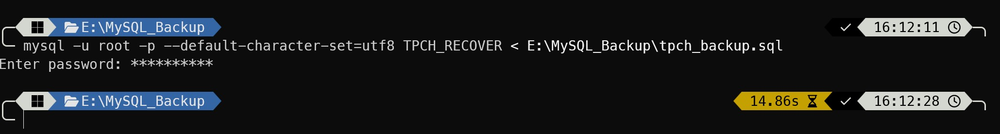 E:\MySQL_Backup 16:12:11
mysql -u root -p --default-character-set=utf8 TPCH_RECOVER < E:\MySQL_Backup\tpch_backup.sql
Enter password: **********
E:\MySQL_Backup 14.86s 16:12:28